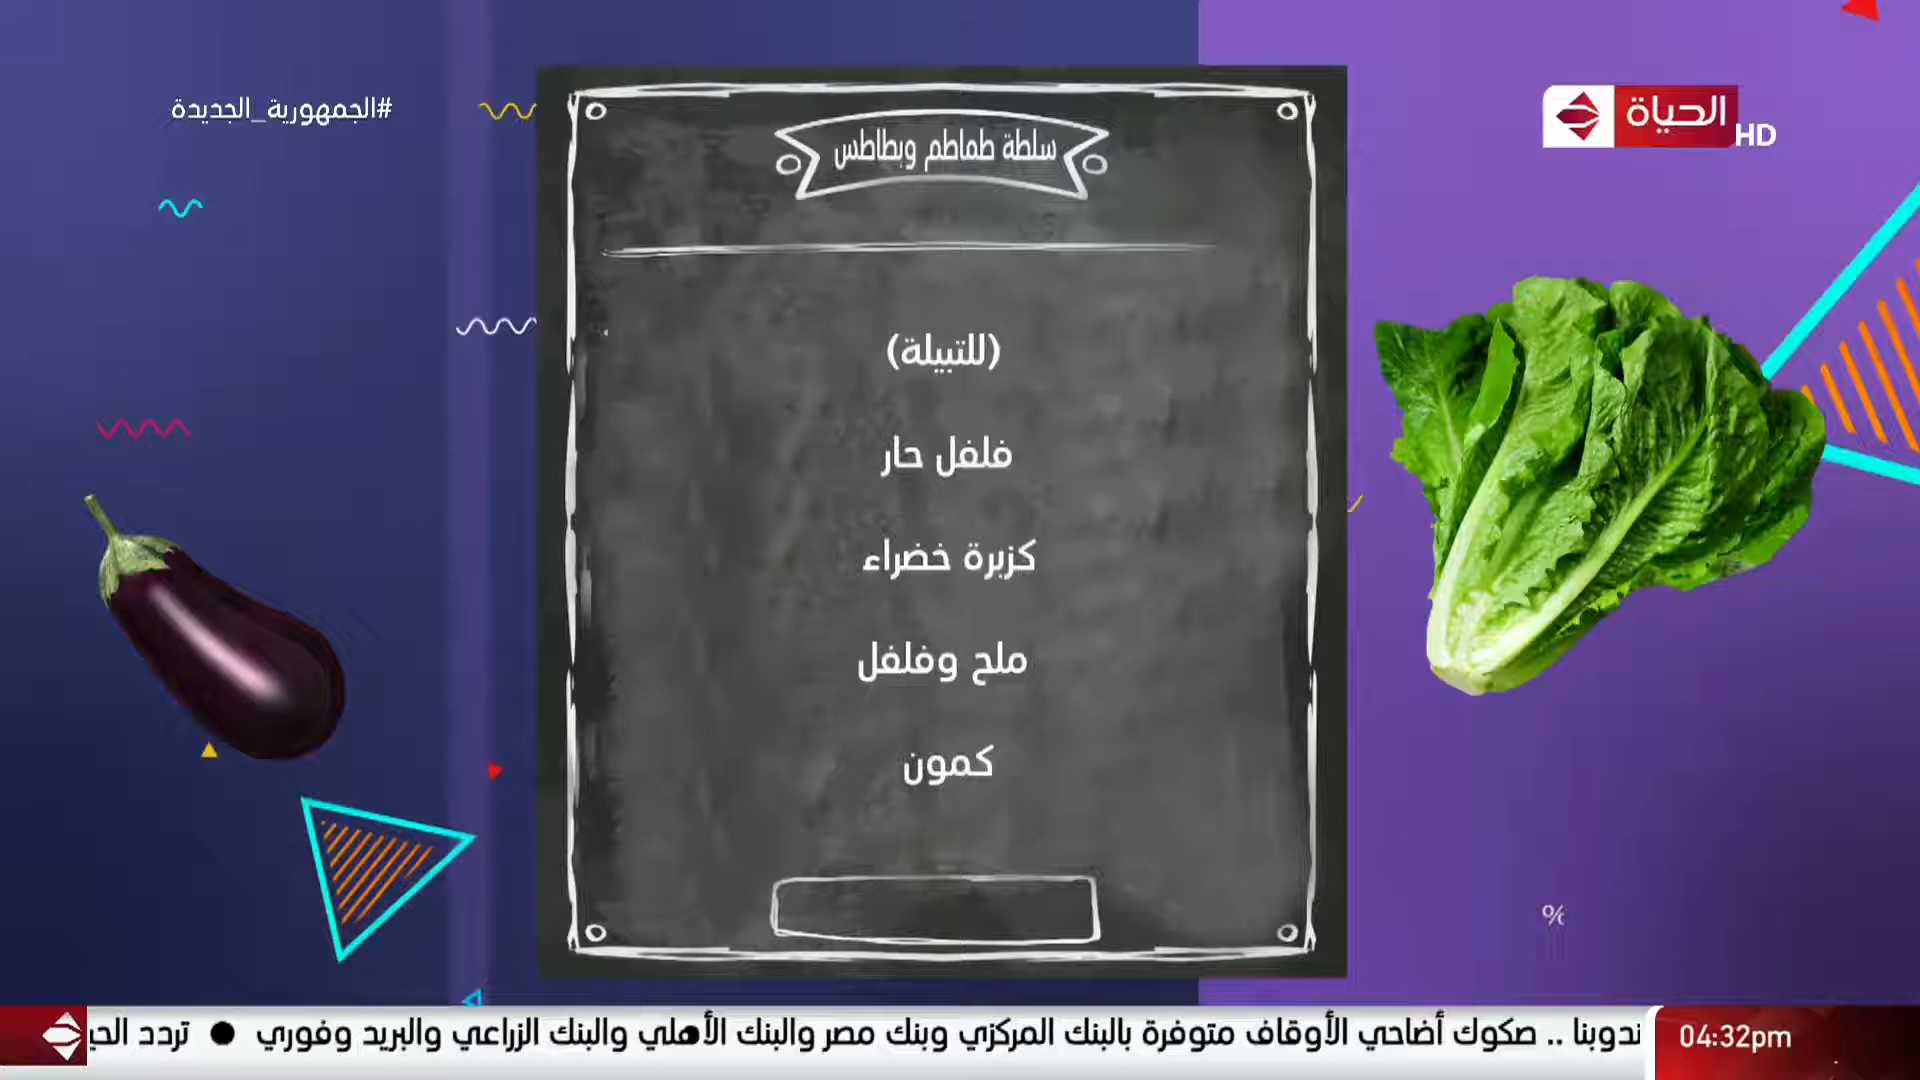 #الجمهورية_الجديدة
الحياة
HD
سلطة طماطم وبطاطس
(للتبيلة)
فلفل حار
كزبرة خضراء
ملح وفلفل
كمون
%
ندوبنا .. صكوك أضاحي الأوقاف متوفرة بالبنك المركزي وبنك مصر والبنك الأهلي والبنك الزراعي والبريد وفوري ● تردد الحي
04:32pm